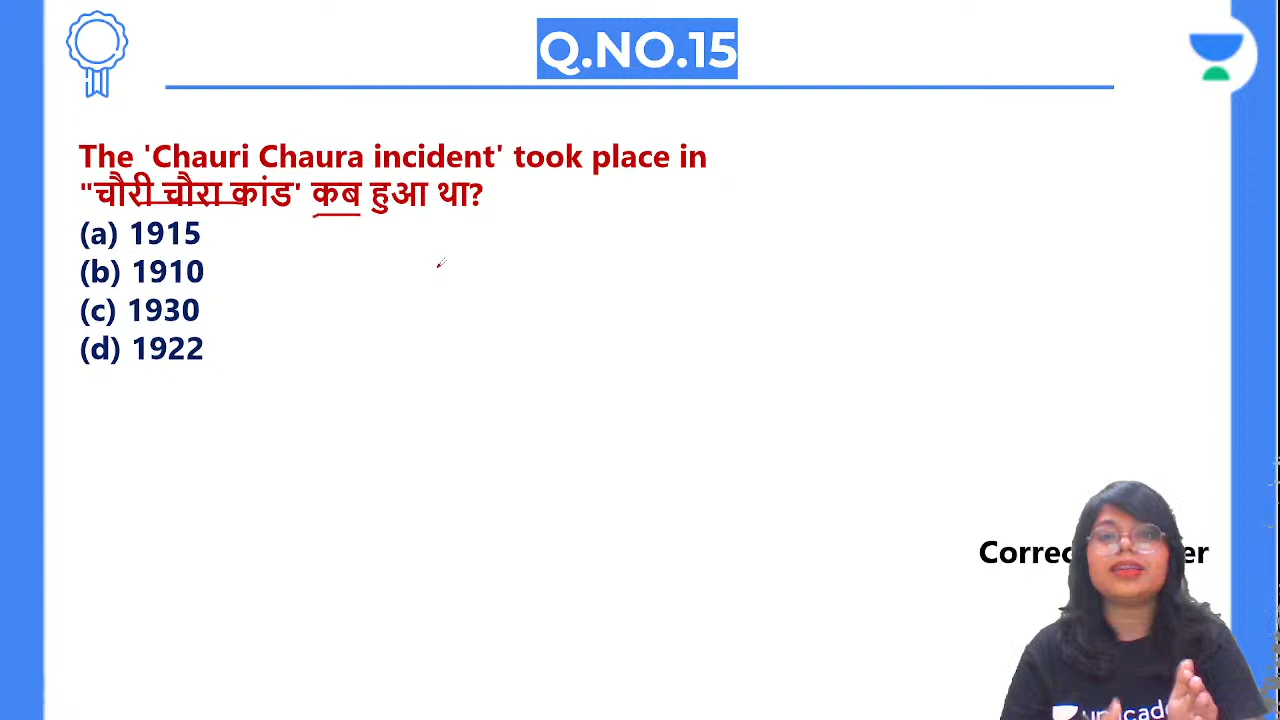 Q.NO.15
The 'Chauri Chaura incident' took place in
"चौरी चौरा कांड' कब हुआ था?
(a) 1915
(b) 1910
(c) 1930
(d) 1922